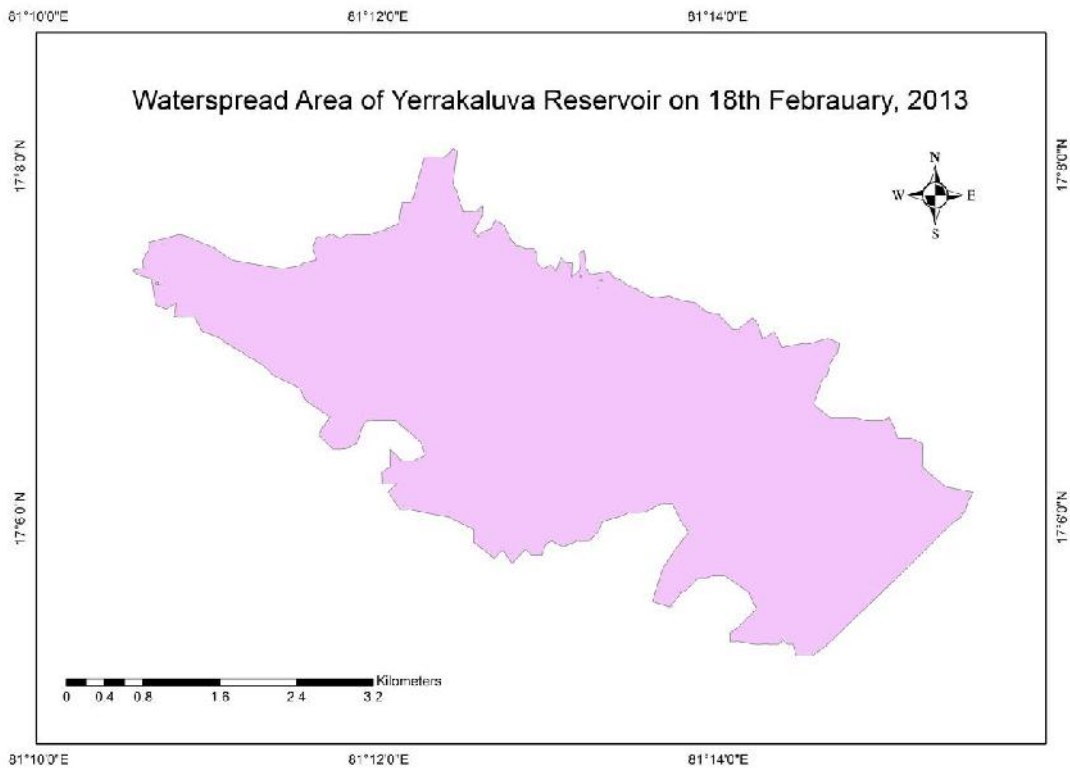 81°10'0"E 81°12'0"E 81°14'0"E
Waterspread Area of Yerrakaluva Reservoir on 18th Febrauary, 2013
17°8'0"N
17°8'0"N
N
W E
S
17°6'0"N
17°6'0"N
Kilometers
0 0.4 0.8 1.6 2.4 3.2
81°10'0"E 81°12'0"E 81°14'0"E